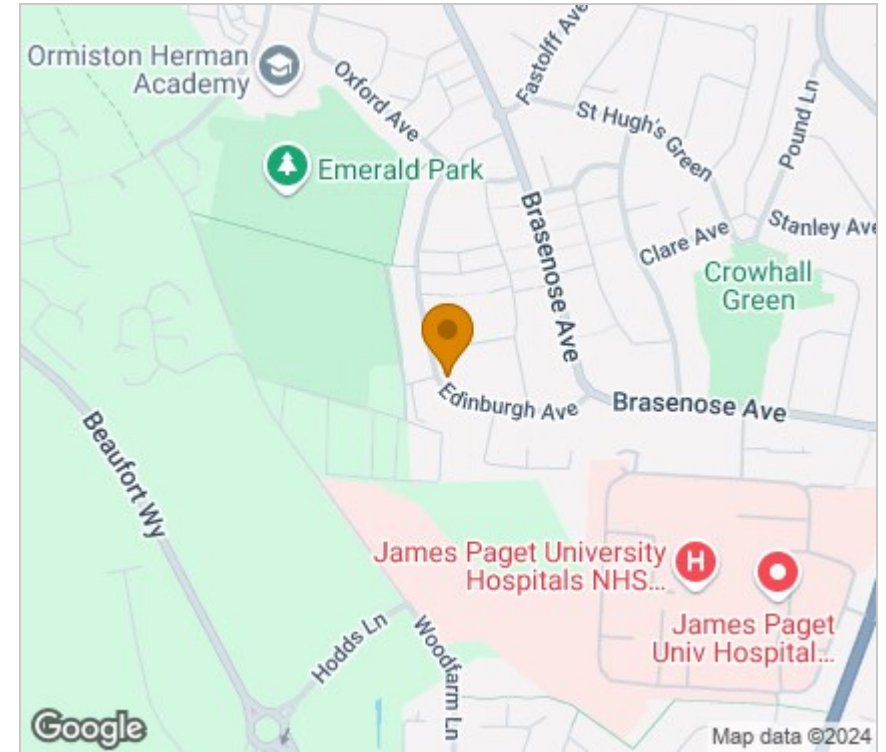 Ormiston Herman
Academy
Oxford Ave
Fastolff Ave
St Hugh's Green
Pound Ln
Emerald Park
Brasenose Ave
Clare Ave
Stanley Ave
Crowhall
Green
Edinburgh Ave
Brasenose Ave
Beaufort Wy
James Paget University
Hospitals NHS...
H
James Paget
Univ Hospital...
Hodds Ln
Woodfarm Ln
Google
Map data ©2024